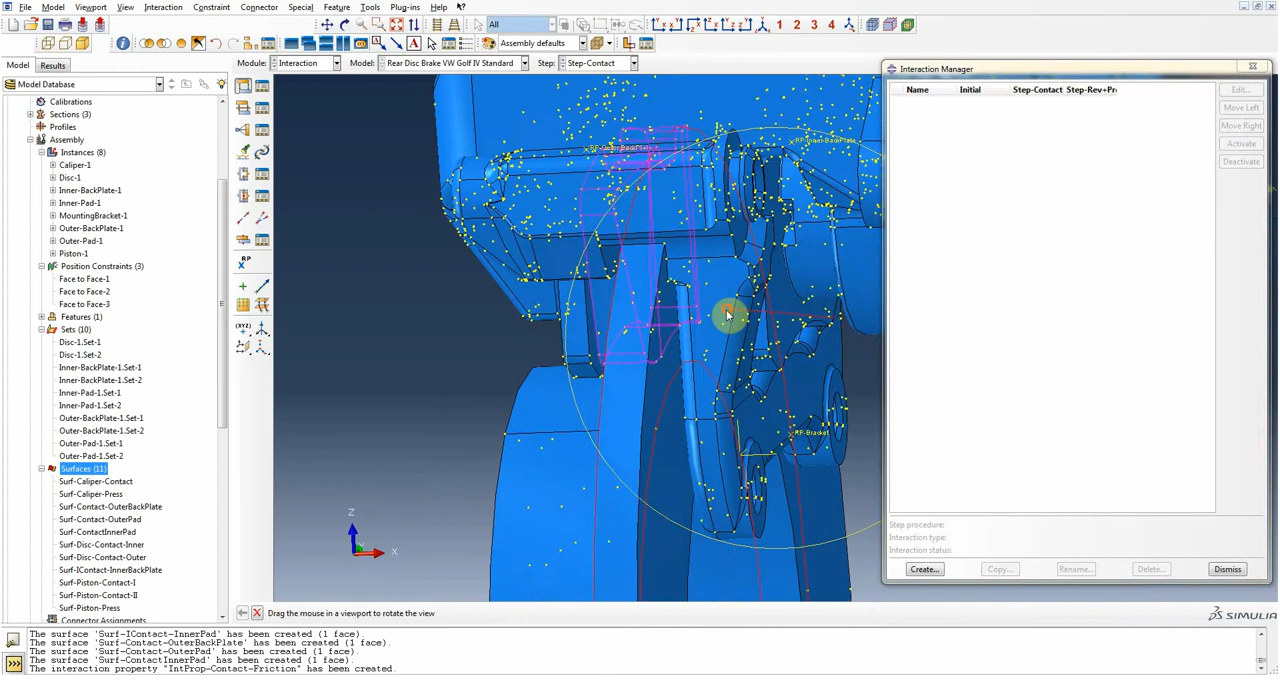 File Model Viewport View Interaction Constraint Connector Special Feature Tools Plug-ins Help
All
1 2 3 4
Assembly defaults
Model Results
Module: Interaction Model: Rear Disc Brake VW Golf IV Standard Step: Step-Contact
Model Database
Calibrations
Sections (3)
Profiles
Assembly
Instances (8)
Caliper-1
Disc-1
Inner-BackPlate-1
Inner-Pad-1
MountingBracket-1
Outer-BackPlate-1
Outer-Pad-1
Piston-1
Position Constraints (3)
Face to Face-1
Face to Face-2
Face to Face-3
Features (1)
Sets (10)
Disc-1.Set-1
Disc-1.Set-2
Inner-BackPlate-1.Set-1
Inner-BackPlate-1.Set-2
Inner-Pad-1.Set-1
Inner-Pad-1.Set-2
Outer-BackPlate-1.Set-1
Outer-BackPlate-1.Set-2
Outer-Pad-1.Set-1
Outer-Pad-1.Set-2
Surfaces (11)
Surf-Caliper-Contact
Surf-Caliper-Press
Surf-Contact-OuterBackPlate
Surf-Contact-OuterPad
Surf-ContactInnerPad
Surf-Disc-Contact-Inner
Surf-Disc-Contact-Outer
Surf-IContact-InnerBackPlate
Surf-Piston-Contact-I
Surf-Piston-Contact-II
Surf-Piston-Press
Connector Assignments
RP
(XYZ)
RP-Inner-BackPlate
RP-Bracket
Z
X
Interaction Manager
Name Initial Step-Contact Step-Rev+Pr
Edit...
Move Left
Move Right
Activate
Deactivate
Step procedure:
Interaction type:
Interaction status:
Create... Copy... Rename... Delete... Dismiss
Drag the mouse in a viewport to rotate the view
SIMULIA
The surface 'Surf-IContact-InnerPad' has been created (1 face).
The surface 'Surf-Contact-OuterBackPlate' has been created (1 face).
The surface 'Surf-Contact-OuterPad' has been created (1 face).
The surface 'Surf-ContactInnerPad' has been created (1 face).
The interaction property "IntProp-Contact-Friction" has been created.